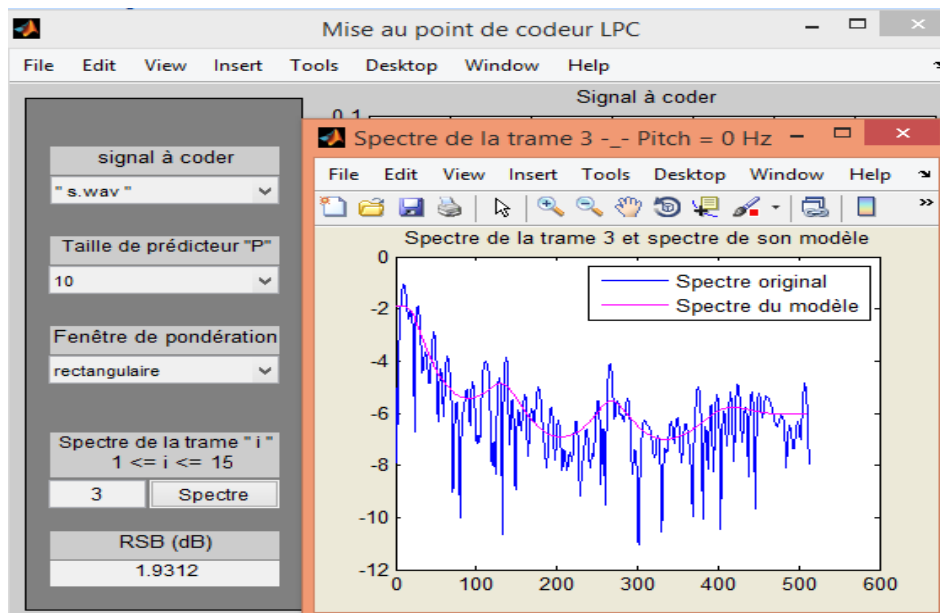 Mise au point de codeur LPC
File Edit View Insert Tools Desktop Window Help
Signal à coder
0.1
signal à coder
" s.wav "
Taille de prédicteur "P"
10
Fenêtre de pondération
rectangulaire
Spectre de la trame " i "
1 <= i <= 15
3 Spectre
RSB (dB)
1.9312
Spectre de la trame 3 -_- Pitch = 0 Hz
File Edit View Insert Tools Desktop Window Help
Spectre de la trame 3 et spectre de son modèle
Spectre original
Spectre du modèle
0
-2
-4
-6
-8
-10
-12
0 100 200 300 400 500 600